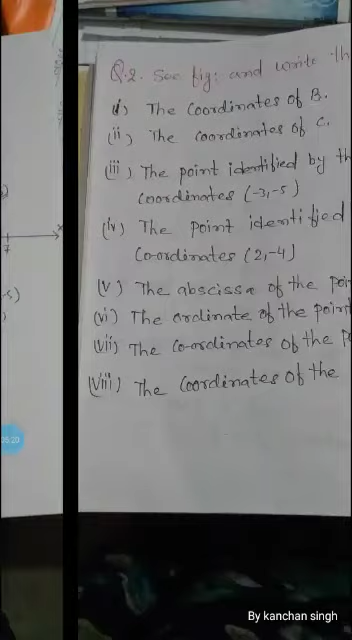 Q.2. See fig: and write th
(i) The Coordinates of B.
(ii) The coordinates of C.
(iii) The point identified by th
coordinates (-3,-5)
(iv) The point identified
Co-ordinates (2,-4)
(v) The abscissa of the poi
(vi) The ordinate of the point
(vii) The co-ordinates of the P
(viii) The Coordinates of the
x
7
-5)
By kanchan singh